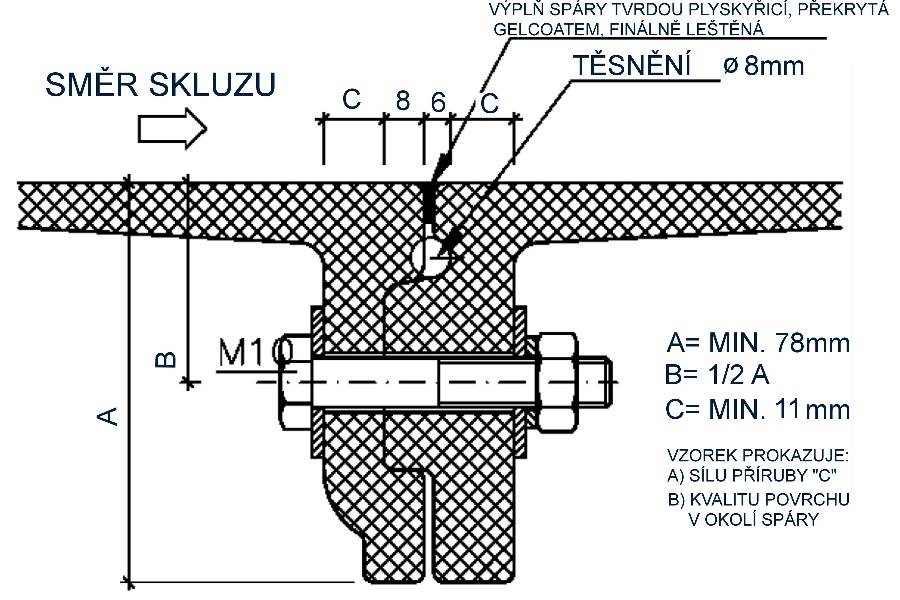 VÝPLŇ SPÁRY TVRDOU PLYSKYŘICÍ, PŘEKRYTÁ
GELCOATEM, FINÁLNĚ LEŠTĚNÁ
TĚSNĚNÍ ø 8mm
SMĚR SKLUZU
C 8 6 C
M10
B
A
A= MIN. 78mm
B= 1/2 A
C= MIN. 11mm
VZOREK PROKAZUJE:
A) SÍLU PŘÍRUBY "C"
B) KVALITU POVRCHU
V OKOLÍ SPÁRY